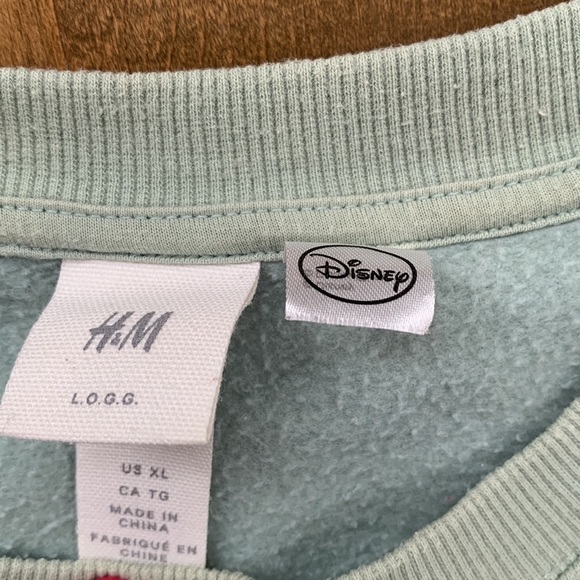 Disney
H&M
L.O.G.G.
US XL
CA TG
MADE IN
CHINA
FABRIQUÉ EN
CHINE